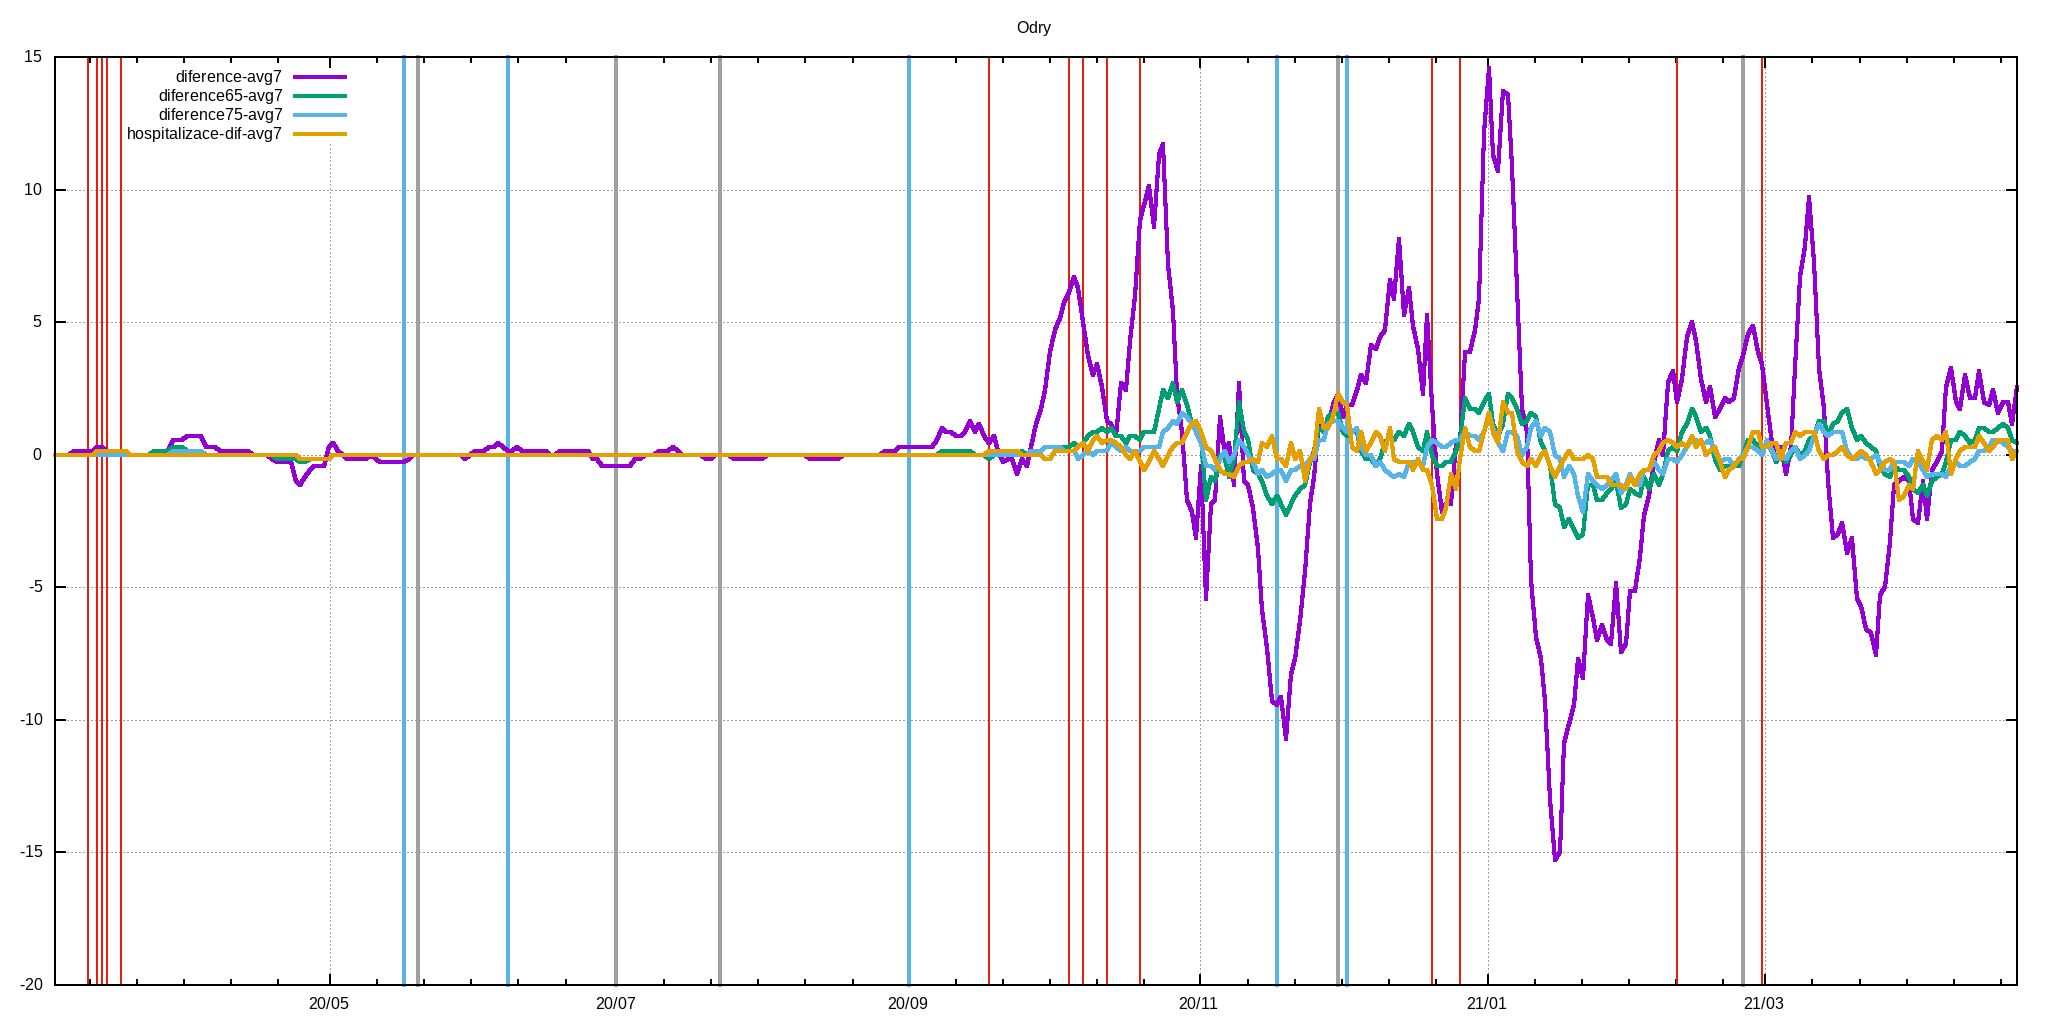 Odry
15
10
5
0
-5
-10
-15
-20
diference-avg7
diference65-avg7
diference75-avg7
hospitalizace-dif-avg7
20/05 20/07 20/09 20/11 21/01 21/03